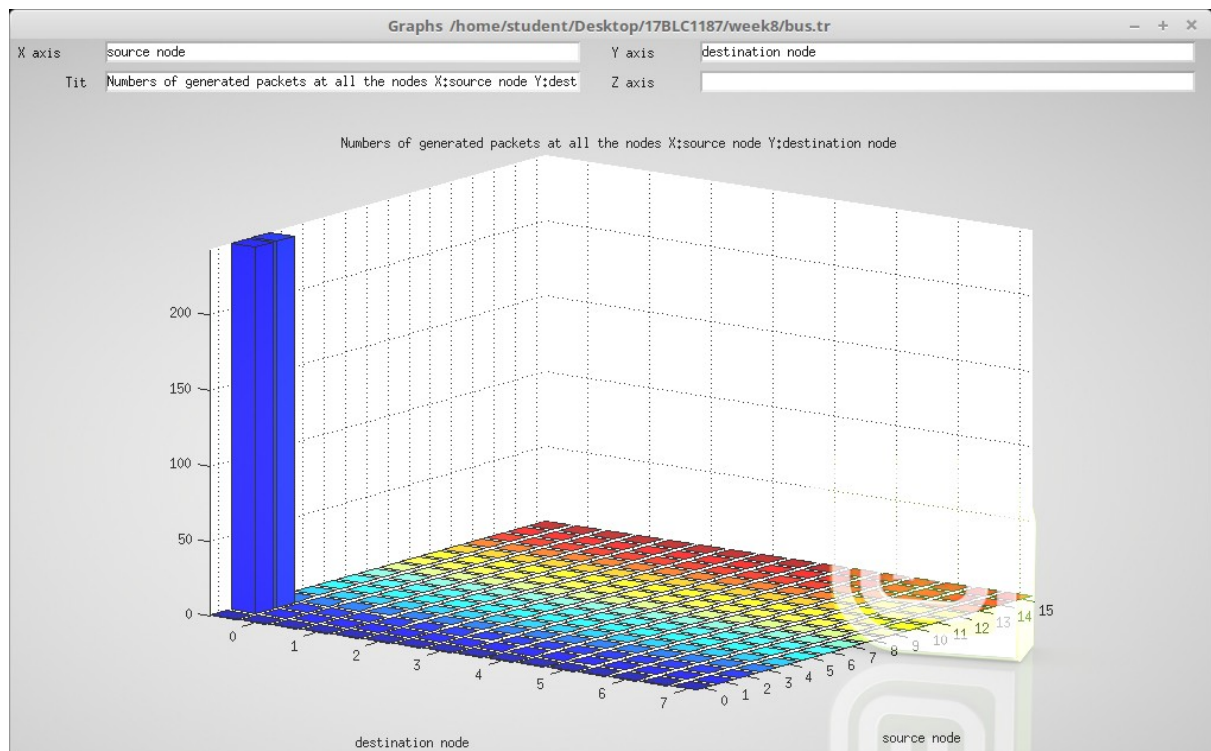 Graphs /home/student/Desktop/17BLC1187/week8/bus.tr
X axis source node Y axis destination node
Tit Numbers of generated packets at all the nodes X:source node Y:dest Z axis
Numbers of generated packets at all the nodes X:source node Y:destination node
200
150
100
50
0
0 1 2 3 4 5 6 7
0 1 2 3 4 5 6 7 8 9 10 11 12 13 14 15
destination node
source node